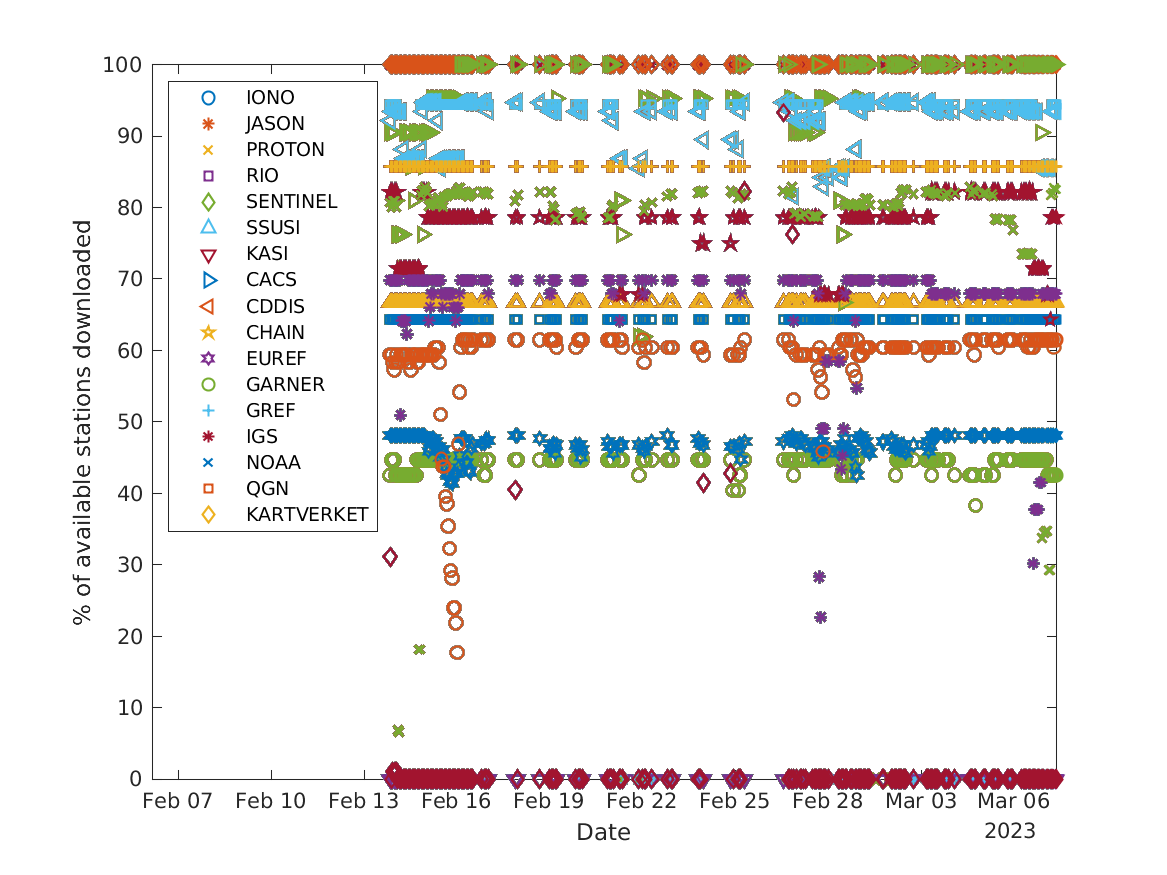 100
90
80
70
60
50
40
30
20
10
0
% of available stations downloaded
IONO
JASON
PROTON
RIO
SENTINEL
SSUSI
KASI
CACS
CDDIS
CHAIN
EUREF
GARNER
GREF
IGS
NOAA
QGN
KARTVERKET
Feb 07 Feb 10 Feb 13 Feb 16 Feb 19 Feb 22 Feb 25 Feb 28 Mar 03 Mar 06
2023
Date